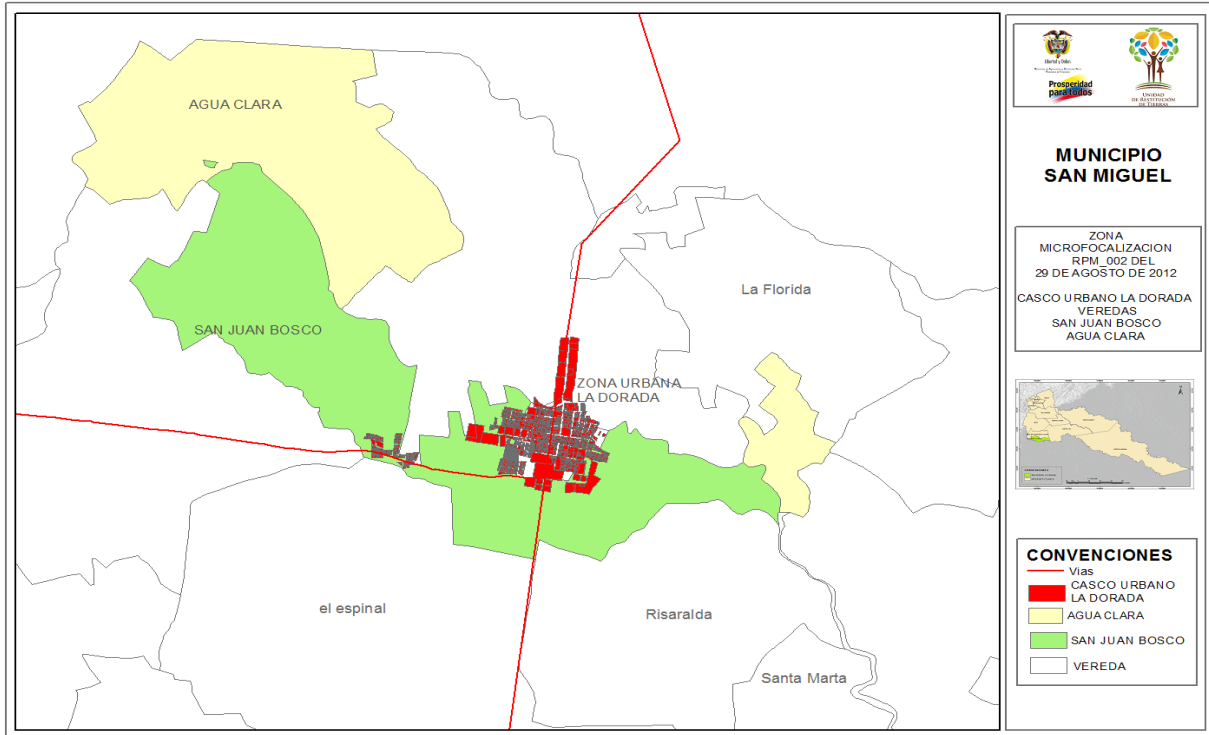 AGUA CLARA
SAN JUAN BOSCO
La Florida
ZONA URBANA
LA DORADA
el espinal
Risaralda
Santa Marta
Libertad y Orden
Prosperidad
para todos
UNIDAD
DE RESTITUCIÓN
DE TIERRAS
MUNICIPIO
SAN MIGUEL
ZONA
MICROFOCALIZACION
RPM_002 DEL
29 DE AGOSTO DE 2012
CASCO URBANO LA DORADA
VEREDAS
SAN JUAN BOSCO
AGUA CLARA
CONVENCIONES
Vias
CASCO URBANO
LA DORADA
AGUA CLARA
SAN JUAN BOSCO
VEREDA